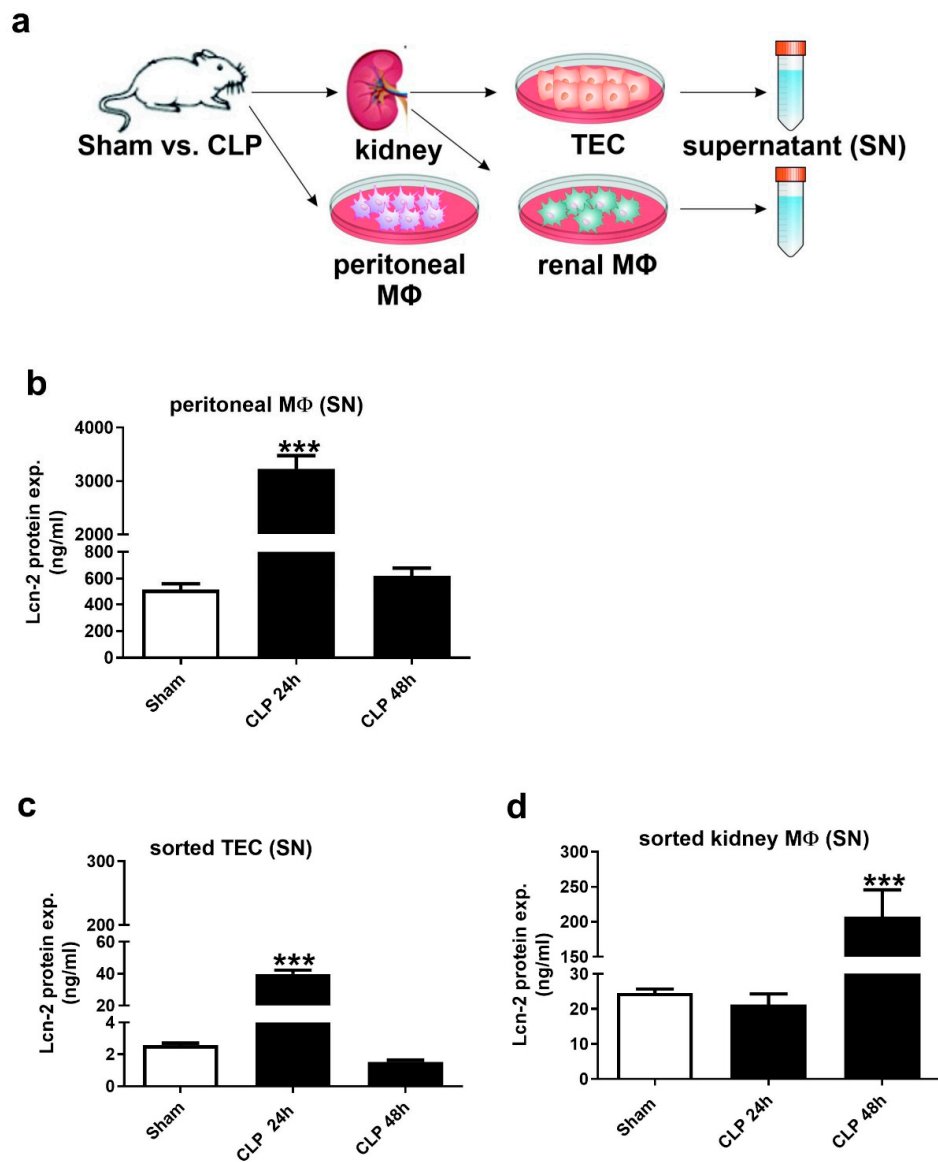 a
Sham vs. CLP
kidney
TEC
supernatant (SN)
peritoneal
MΦ
renal MΦ
b
peritoneal MΦ (SN)
Lcn-2 protein exp.
(ng/ml)
4000
3000
2000
800
600
400
200
0
***
Sham
CLP 24h
CLP 48h
c
sorted TEC (SN)
Lcn-2 protein exp.
(ng/ml)
300
200
60
40
20
4
2
0
***
Sham
CLP 24h
CLP 48h
d
sorted kidney MΦ (SN)
Lcn-2 protein exp.
(ng/ml)
300
250
200
150
30
20
10
0
***
Sham
CLP 24h
CLP 48h